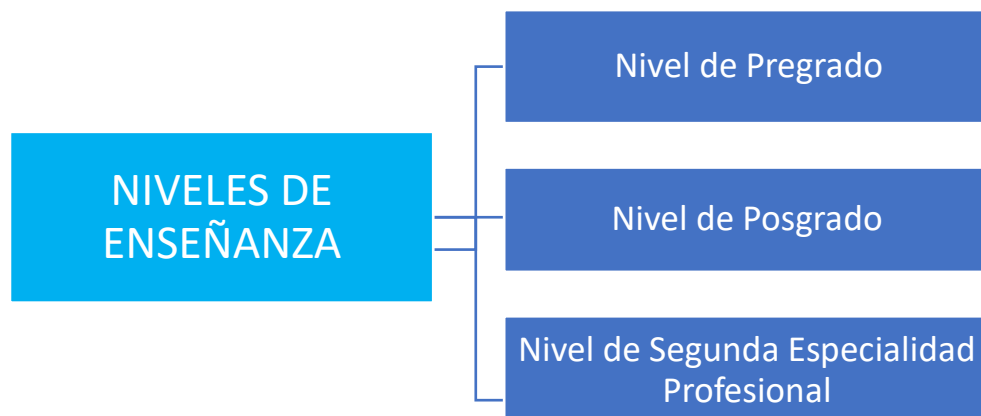 NIVELES DE
ENSEÑANZA
Nivel de Pregrado
Nivel de Posgrado
Nivel de Segunda Especialidad
Profesional